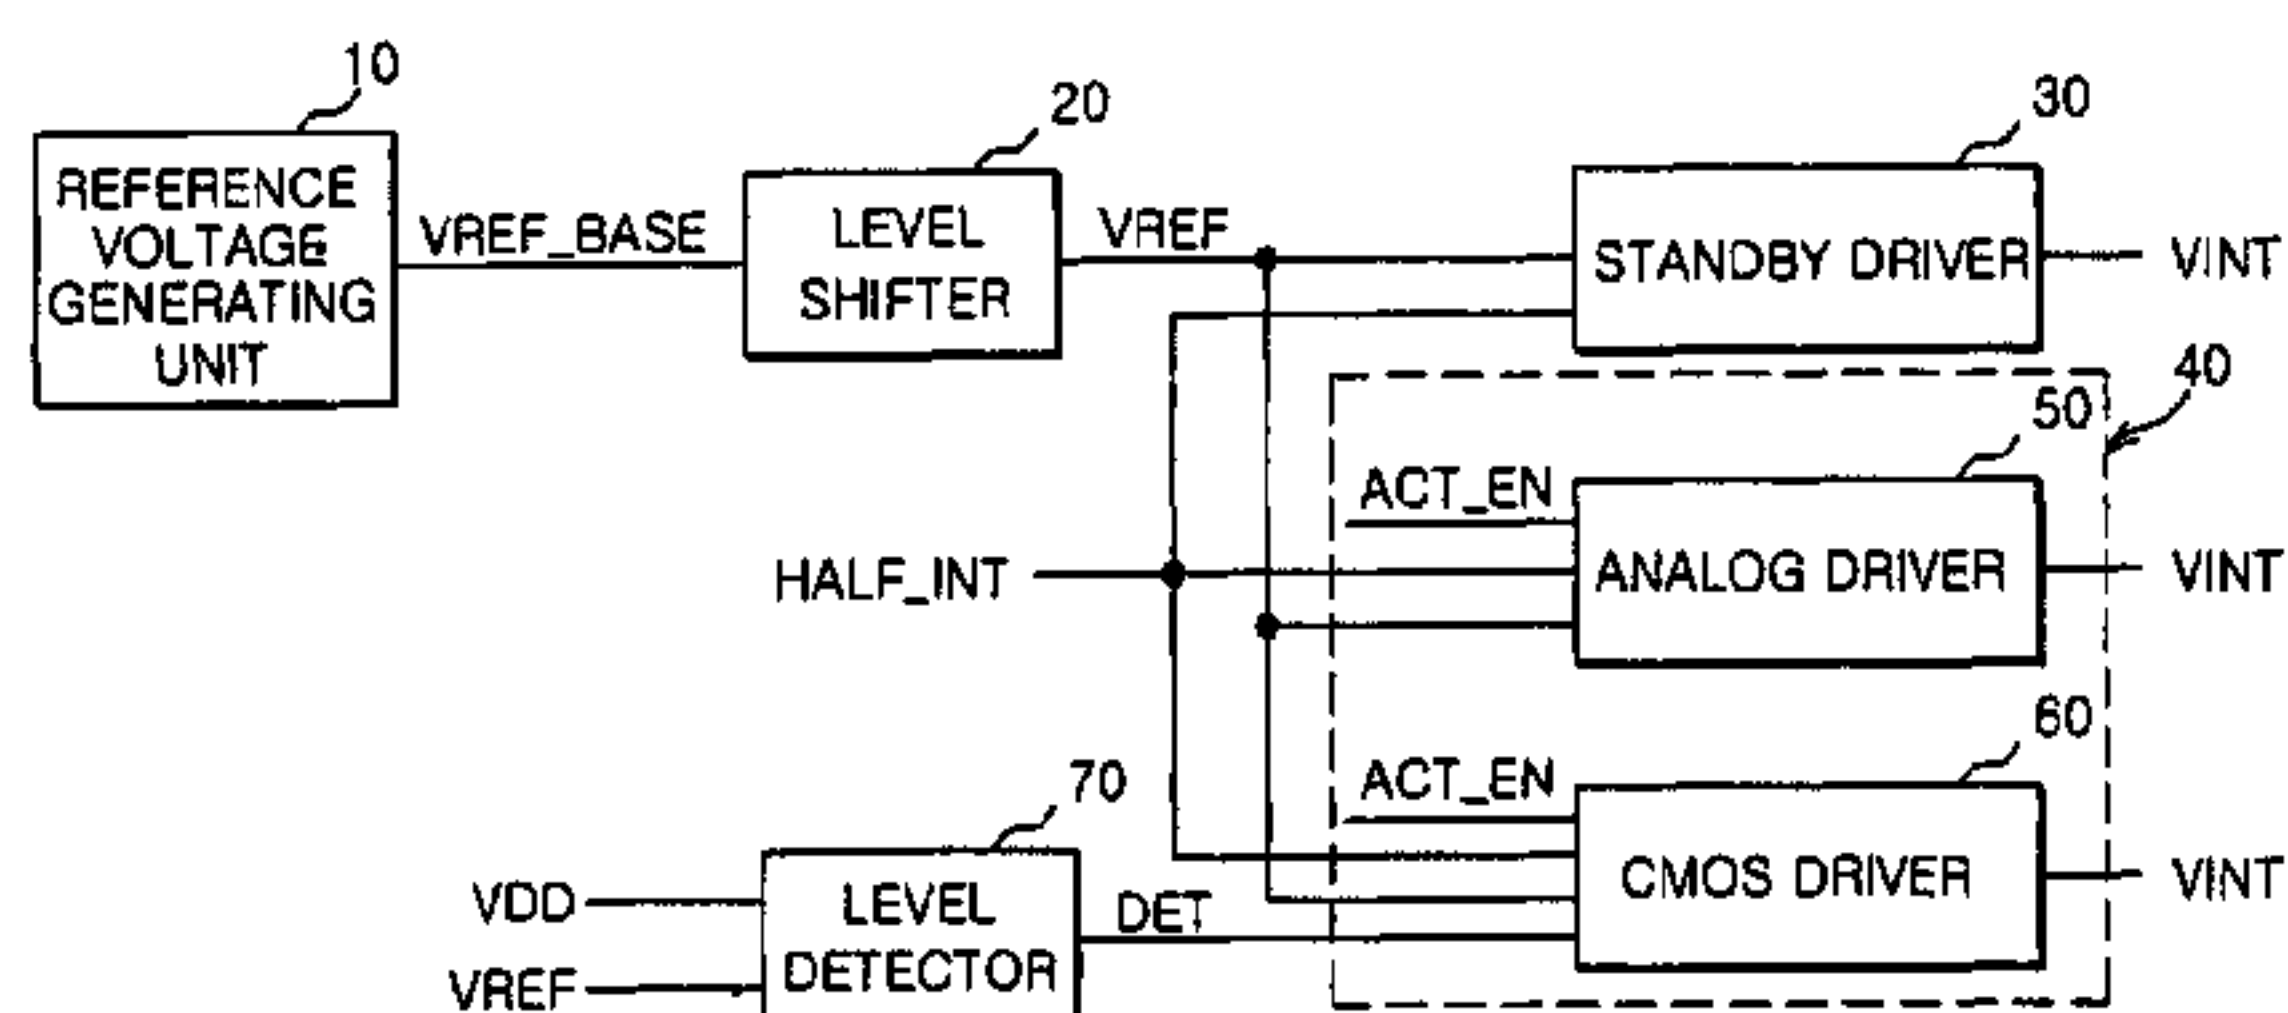 10
REFERENCE
VOLTAGE
GENERATING
UNIT
VREF_BASE
20
LEVEL
SHIFTER
VREF
30
STANDBY DRIVER
VINT
40
50
ACT_EN
HALF_INT
ANALOG DRIVER
VINT
60
ACT_EN
CMOS DRIVER
VINT
70
VDD
VREF
LEVEL
DETECTOR
DET